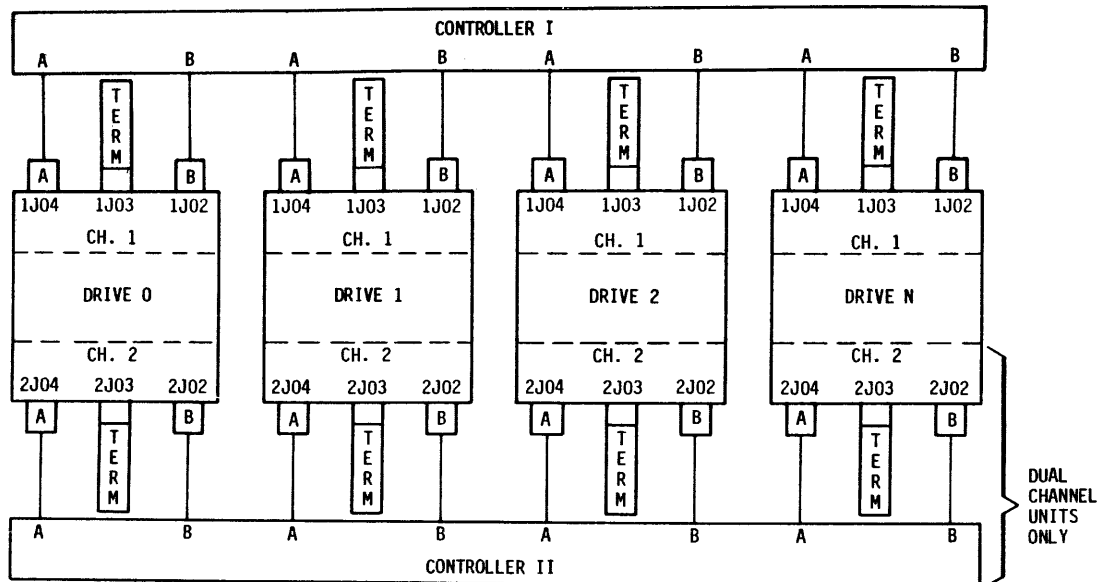 CONTROLLER I
A B A B A B A B
TERM TERM TERM TERM
A B A B A B A B
1J04 1J03 1J02 1J04 1J03 1J02 1J04 1J03 1J02 1J04 1J03 1J02
CH. 1 CH. 1 CH. 1 CH. 1
DRIVE 0 DRIVE 1 DRIVE 2 DRIVE N
CH. 2 CH. 2 CH. 2 CH. 2
2J04 2J03 2J02 2J04 2J03 2J02 2J04 2J03 2J02 2J04 2J03 2J02
A B A B A B A B
TERM TERM TERM TERM
A B A B A B A B
CONTROLLER II
DUAL
CHANNEL
UNITS
ONLY